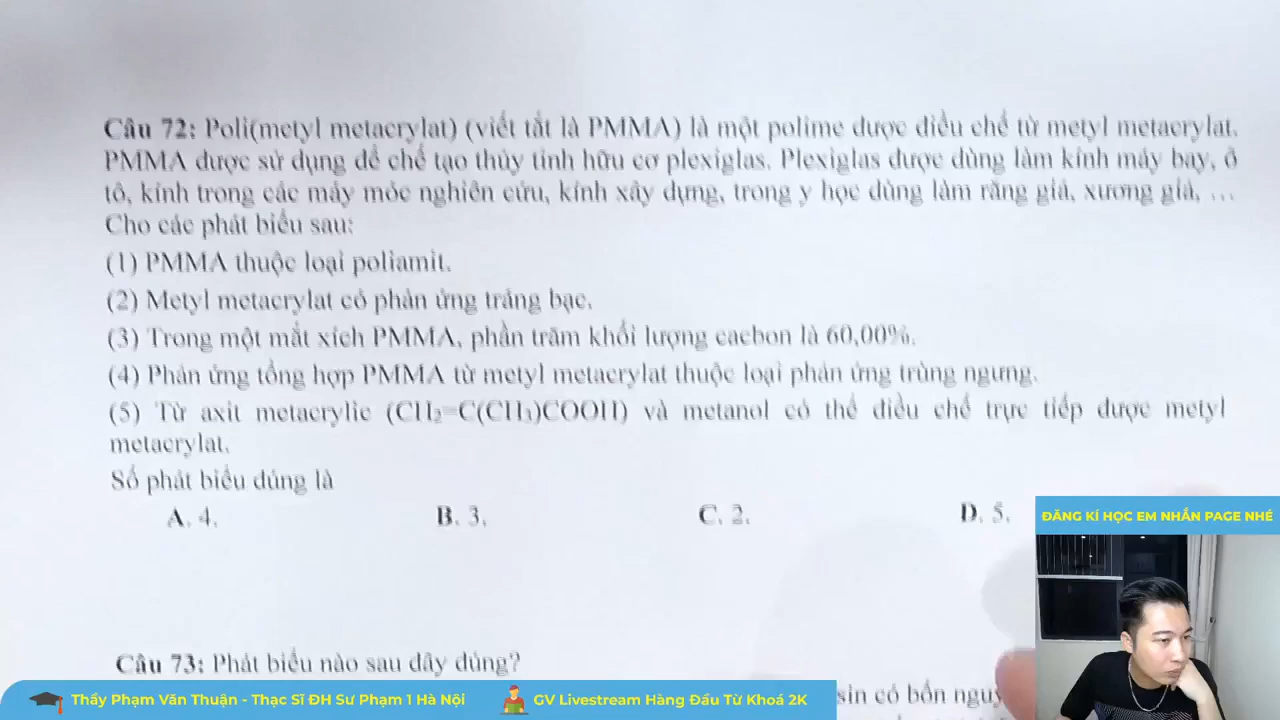 Câu 72: Poli(metyl metacrylat) (viết tắt là PMMA) là một polime được điều chế từ metyl metacrylat.
PMMA được sử dụng để chế tạo thủy tinh hữu cơ plexiglas. Plexiglas được dùng làm kính máy bay, ô
tô, kính trong các máy móc nghiên cứu, kính xây dựng, trong y học dùng làm răng giả, xương giả, …
Cho các phát biểu sau:
(1) PMMA thuộc loại poliamit.
(2) Metyl metacrylat có phản ứng tráng bạc.
(3) Trong một mắt xích PMMA, phần trăm khối lượng cacbon là 60,00%.
(4) Phản ứng tổng hợp PMMA từ metyl metacrylat thuộc loại phản ứng trùng ngưng.
(5) Từ axit metacrylic (CH₂=C(CH₃)COOH) và metanol có thể điều chế trực tiếp được metyl
metacrylat.
Số phát biểu đúng là
A. 4. B. 3. C. 2. D. 5.
ĐĂNG KÍ HỌC EM NHẮN PAGE NHÉ
Câu 73: Phát biểu nào sau đây đúng?
sin có bốn
Thầy Phạm Văn Thuận - Thạc Sĩ ĐH Sư Phạm 1 Hà Nội GV Livestream Hàng Đầu Từ Khoá 2K